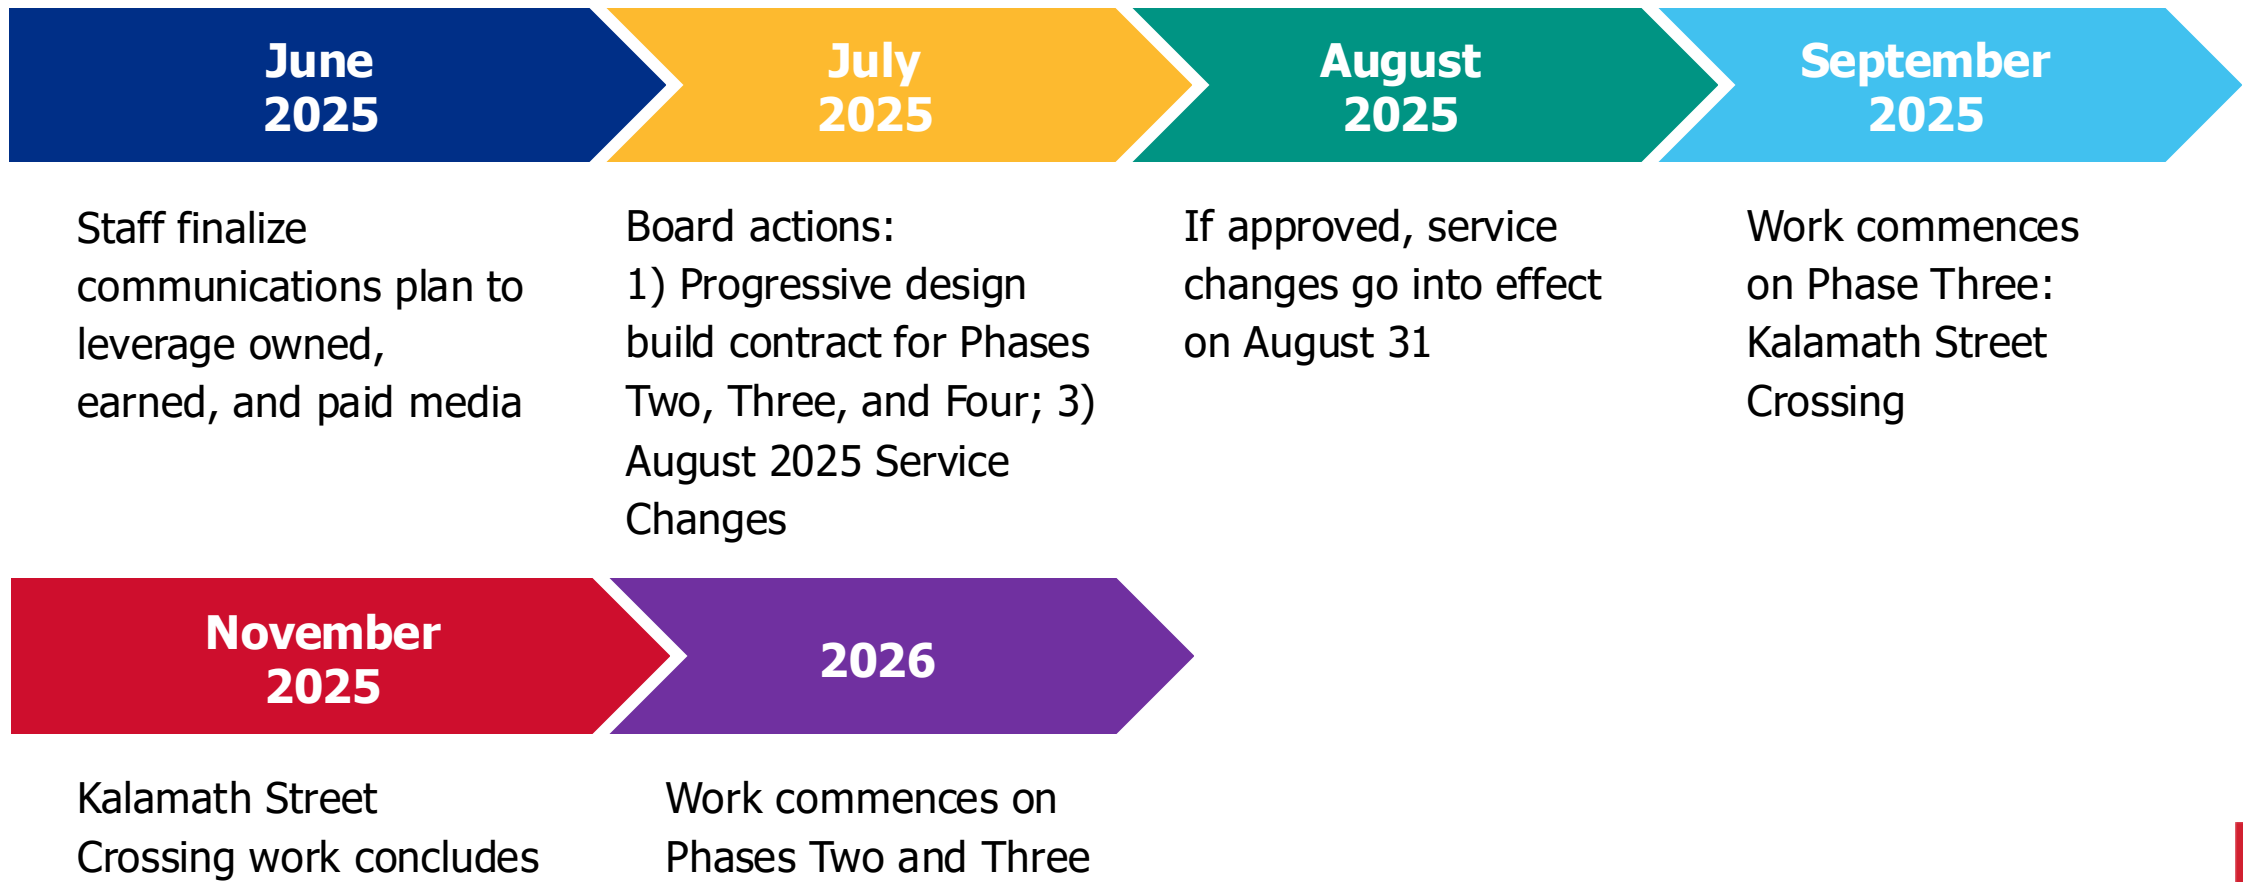 June
2025
July
2025
August
2025
September
2025
Staff finalize
communications plan to
leverage owned,
earned, and paid media
Board actions:
1) Progressive design
build contract for Phases
Two, Three, and Four; 3)
August 2025 Service
Changes
If approved, service
changes go into effect
on August 31
Work commences
on Phase Three:
Kalamath Street
Crossing
November
2025
2026
Kalamath Street
Crossing work concludes
Work commences on
Phases Two and Three